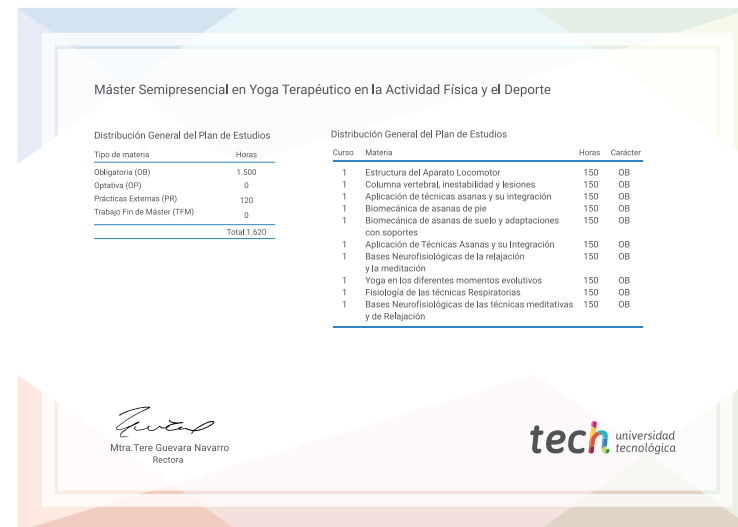 Máster Semipresencial en Yoga Terapéutico en la Actividad Física y el Deporte
Distribución General del Plan de Estudios
Tipo de materia Horas
Obligatoria (OB) 1.500
Optativa (OP) 0
Prácticas Externas (PR) 120
Trabajo Fin de Máster (TFM) 0
Total 1.620
Distribución General del Plan de Estudios
Curso Materia Horas Carácter
1 Estructura del Aparato Locomotor 150 OB
1 Columna vertebral, inestabilidad y lesiones 150 OB
1 Aplicación de técnicas asanas y su integración 150 OB
1 Biomecánica de asanas de pie 150 OB
1 Biomecánica de asanas de suelo y adaptaciones 150 OB
con soportes
1 Aplicación de Técnicas Asanas y su Integración 150 OB
1 Bases Neurofisiológicas de la relajación 150 OB
y la meditación
1 Yoga en los diferentes momentos evolutivos 150 OB
1 Fisiología de las técnicas Respiratorias 150 OB
1 Bases Neurofisiológicas de las técnicas meditativas 150 OB
y de Relajación
Mtra.Tere Guevara Navarro
Rectora
tech universidad
tecnológica